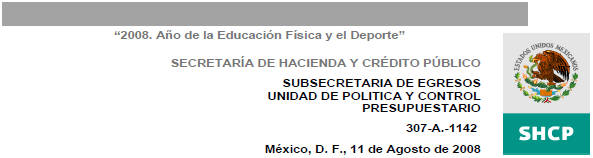 “2008. Año de la Educación Física y el Deporte”
SECRETARÍA DE HACIENDA Y CRÉDITO PÚBLICO
SUBSECRETARIA DE EGRESOS
UNIDAD DE POLITICA Y CONTROL
PRESUPUESTARIO
307-A.-1142
México, D. F., 11 de Agosto de 2008
ESTADOS UNIDOS MEXICANOS
SHCP